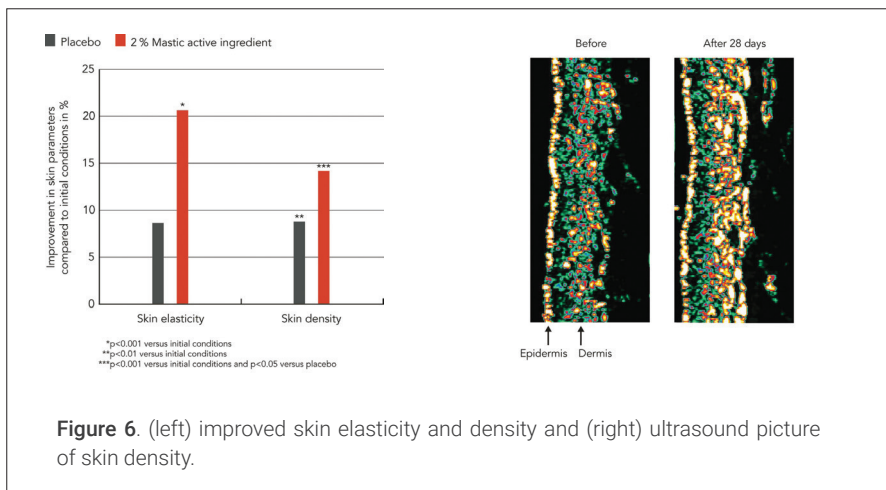 Placebo 2 % Mastic active ingredient
Improvement in skin parameters
compared to initial conditions in %
25
20
15
10
5
0
*
**
***
Skin elasticity Skin density
*p<0.001 versus initial conditions
**p<0.01 versus initial conditions
***p<0.001 versus initial conditions and p<0.05 versus placebo
Before After 28 days
Epidermis Dermis
Figure 6. (left) improved skin elasticity and density and (right) ultrasound picture
of skin density.